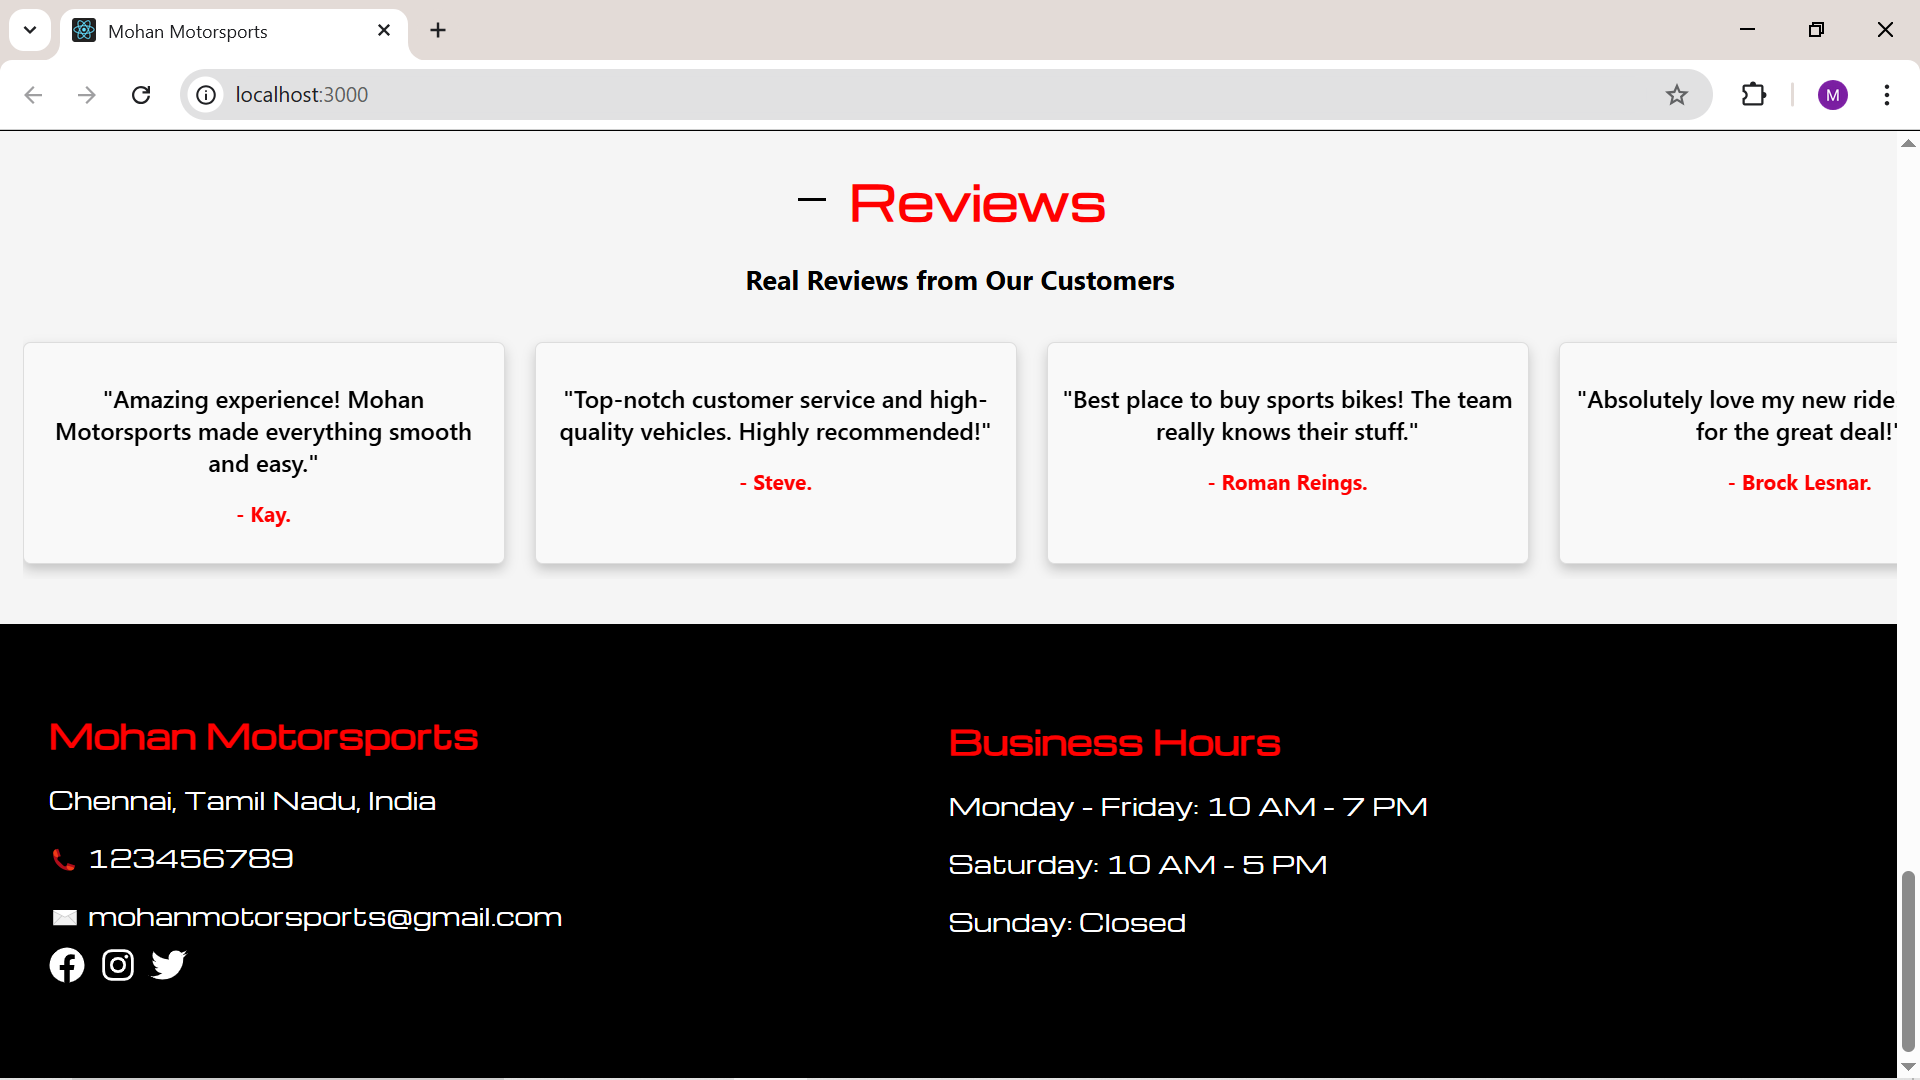 Mohan Motorsports
localhost:3000
M
Reviews
Real Reviews from Our Customers
"Amazing experience! Mohan
Motorsports made everything smooth
and easy."
- Kay.
"Top-notch customer service and high-
quality vehicles. Highly recommended!"
- Steve.
"Best place to buy sports bikes! The team
really knows their stuff."
- Roman Reings.
"Absolutely love my new ride
for the great deal!"
- Brock Lesnar.
Mohan Motorsports
Chennai, Tamil Nadu, India
123456789
mohanmotorsports@gmail.com
Business Hours
Monday - Friday: 10 AM - 7 PM
Saturday: 10 AM - 5 PM
Sunday: Closed